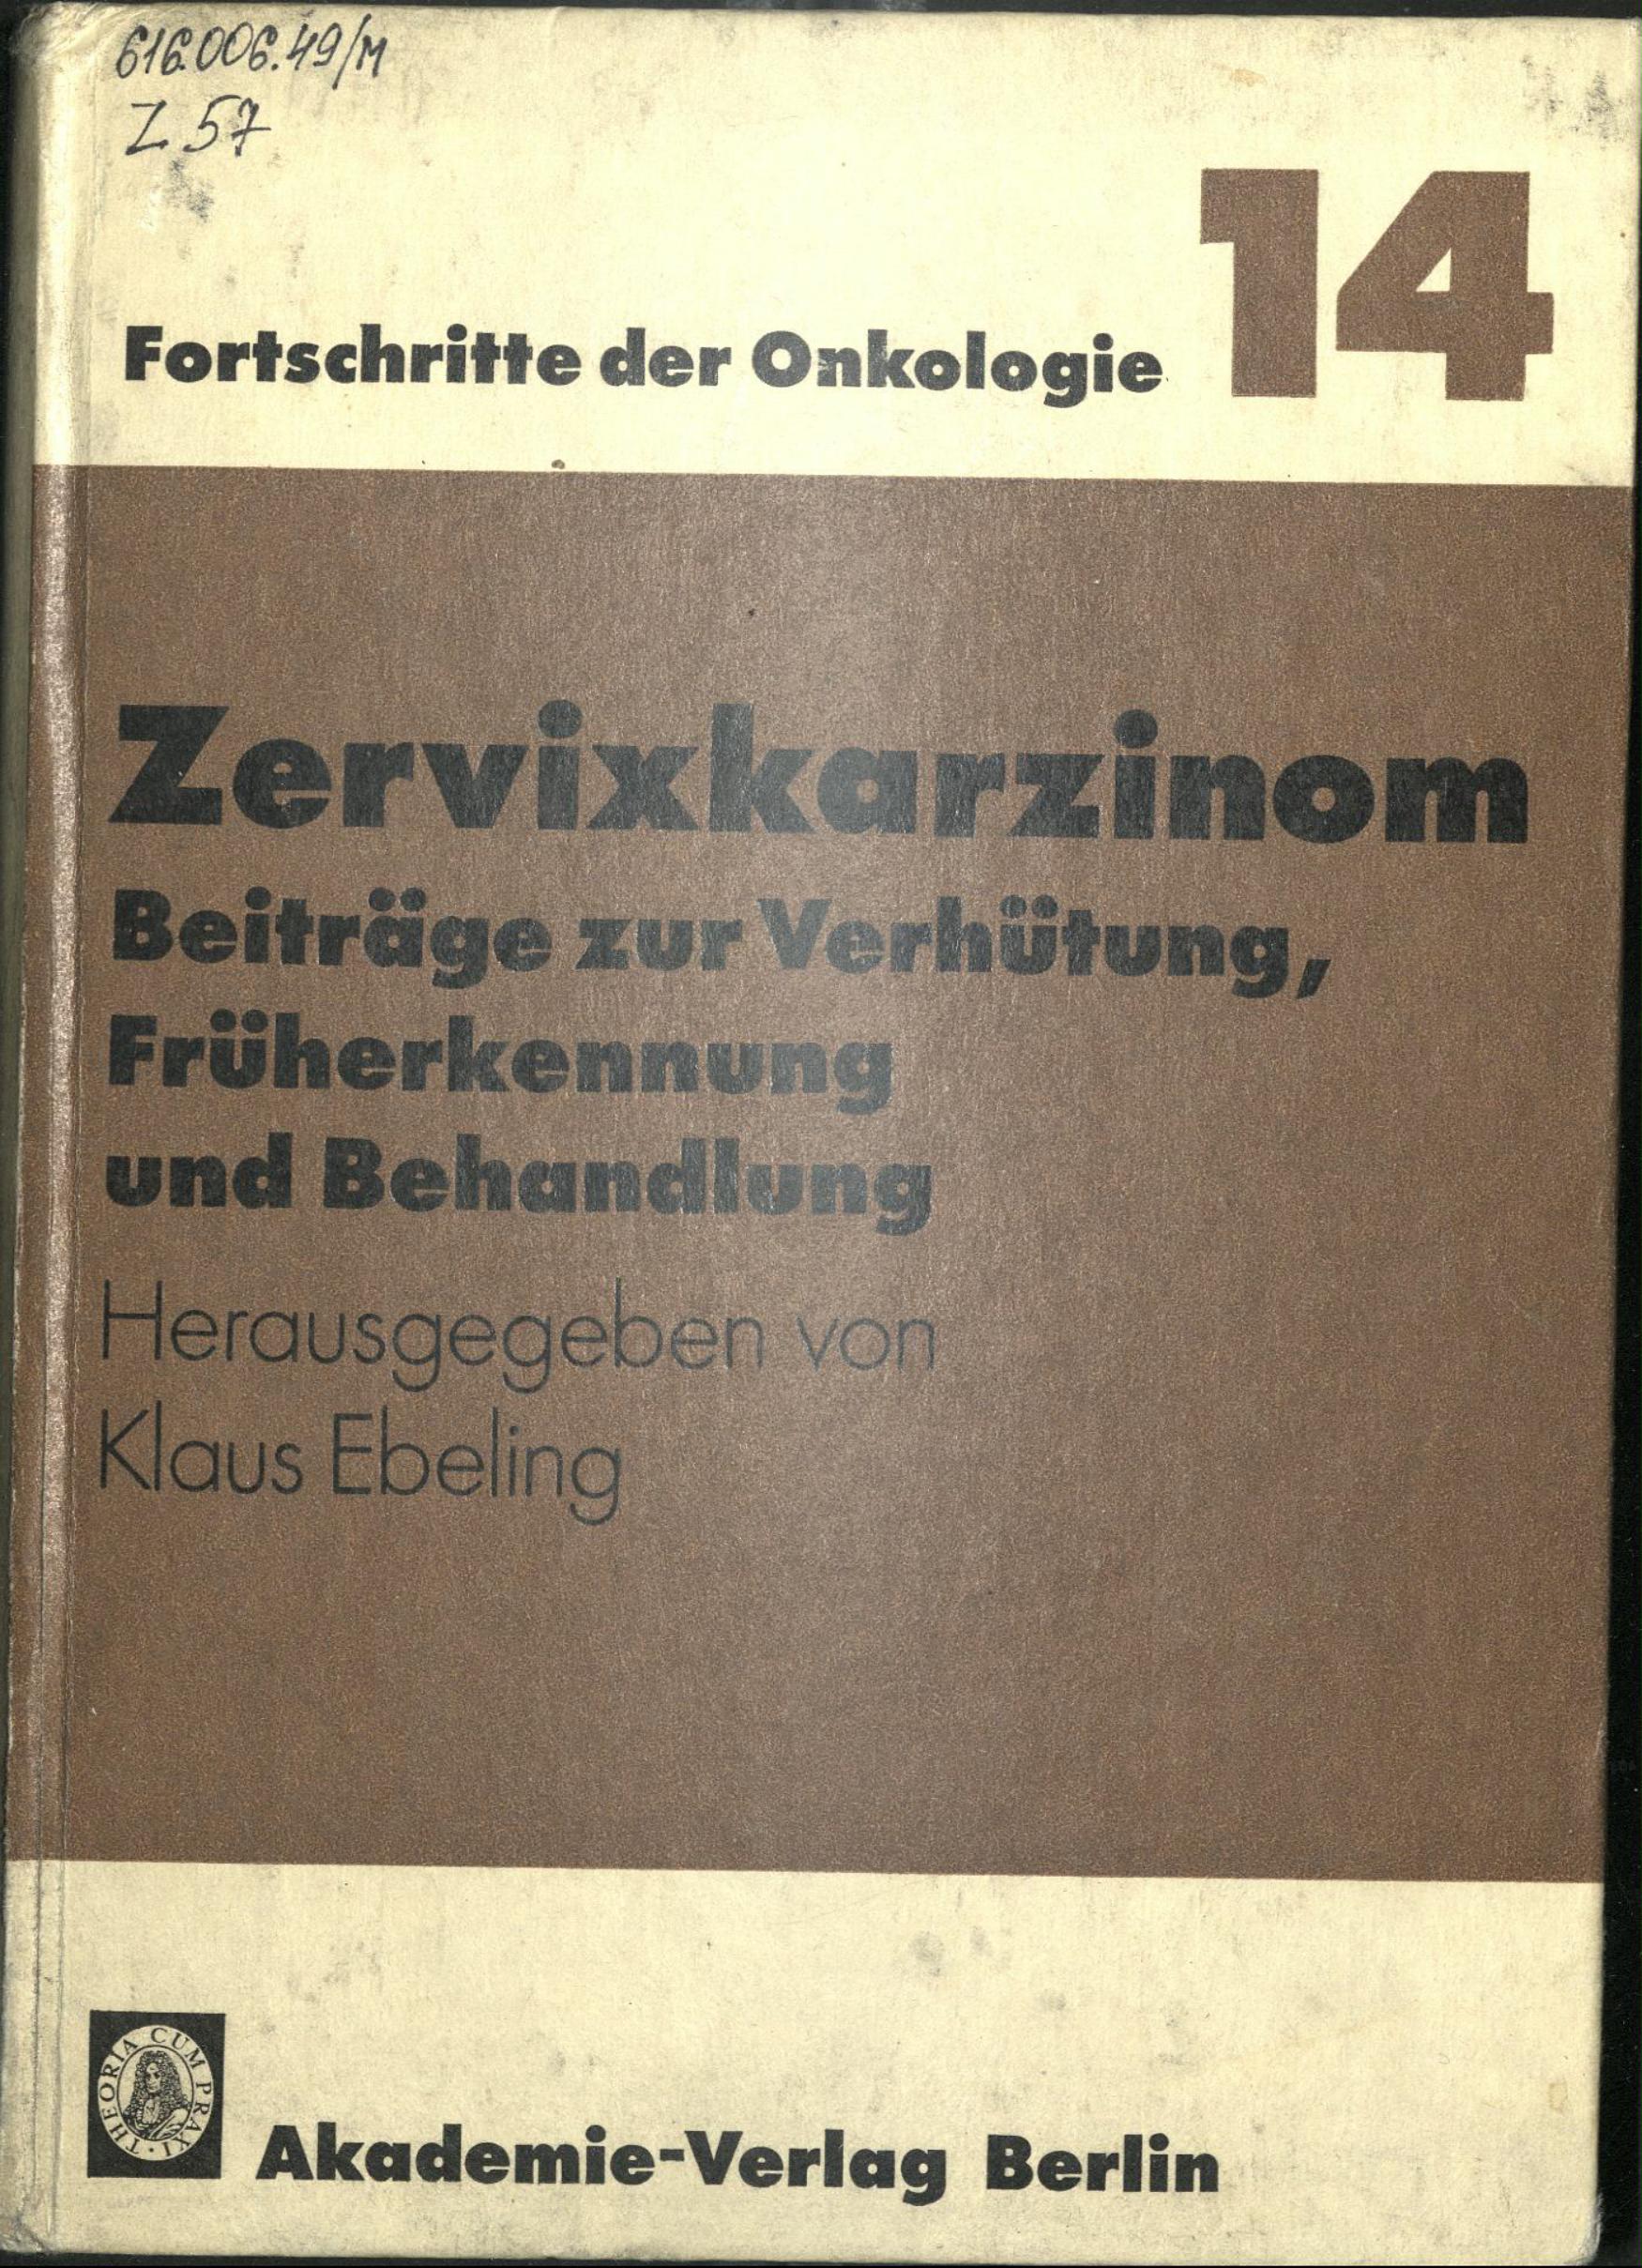 616.006.49/M
Z 57
14
Fortschritte der Onkologie
Zervixkarzinom
Beiträge zur Verhütung,
Früherkennung
und Behandlung
Herausgegeben von
Klaus Ebeling
THEORIA CUM PRAXI
Akademie-Verlag Berlin